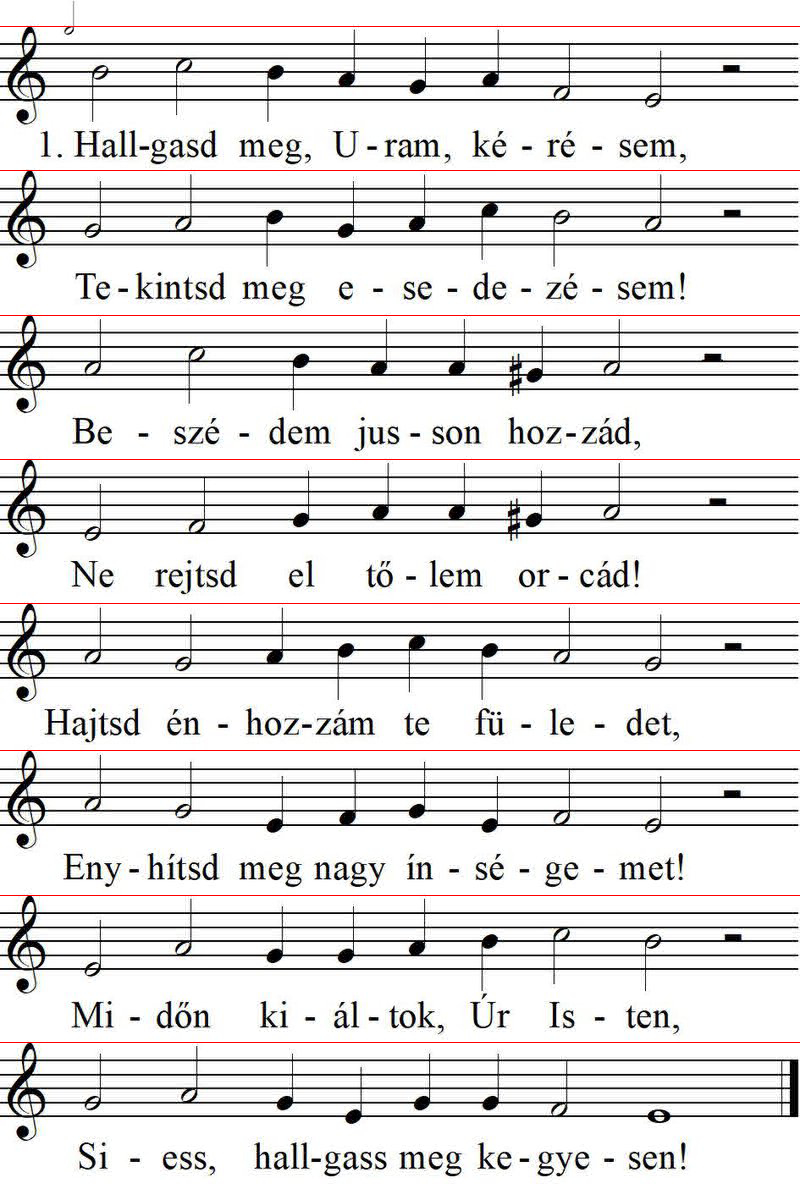 1. Hall-gasd meg, U - ram, ké - ré - sem,
Te - kintsd meg e - se - de - zé - sem!
Be - szé - dem jus - son hoz - zád,
Ne rejtsd el tő - lem or - cád!
Hajtsd én - hoz-zám te fü - le - det,
Eny - hítsd meg nagy ín - sé - ge - met!
Mi - dőn ki - ál - tok, Úr Is - ten,
Si - ess, hall-gass meg ke - gye - sen!